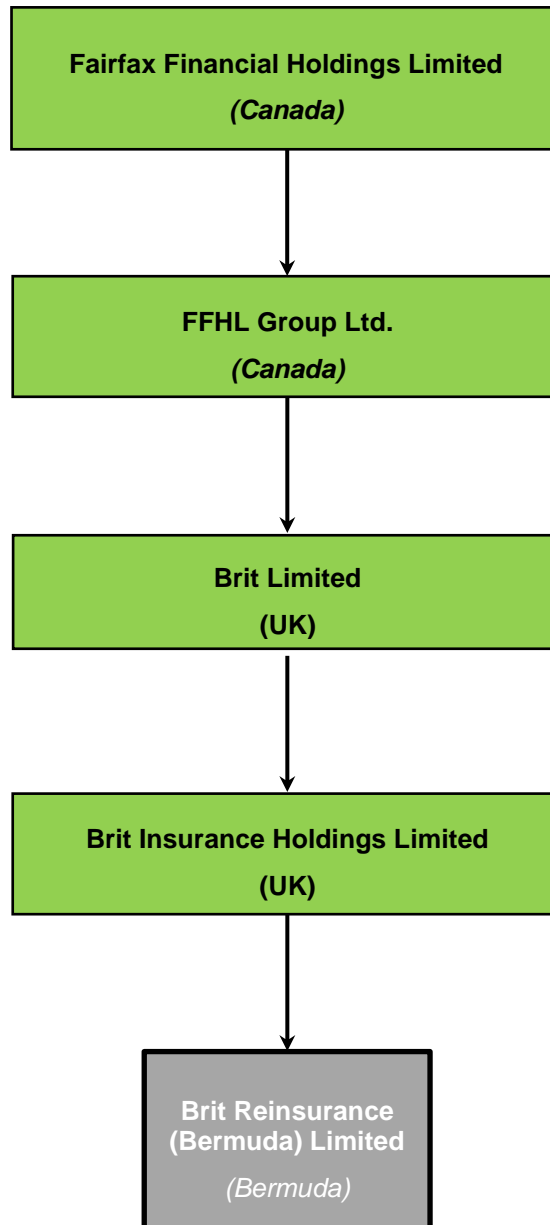 Fairfax Financial Holdings Limited
(Canada)
FFHL Group Ltd.
(Canada)
Brit Limited
(UK)
Brit Insurance Holdings Limited
(UK)
Brit Reinsurance
(Bermuda) Limited
(Bermuda)